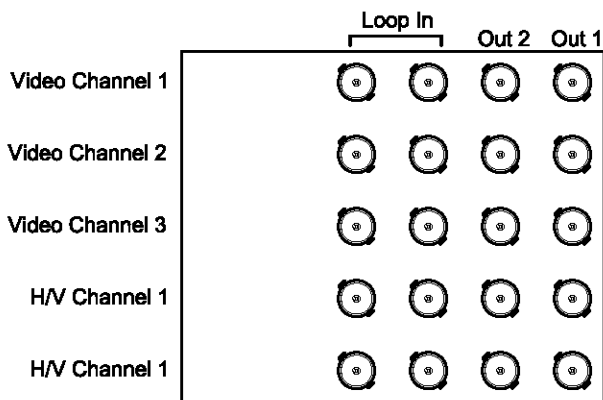 Loop In
Out 2 Out 1
Video Channel 1
Video Channel 2
Video Channel 3
H/V Channel 1
H/V Channel 1